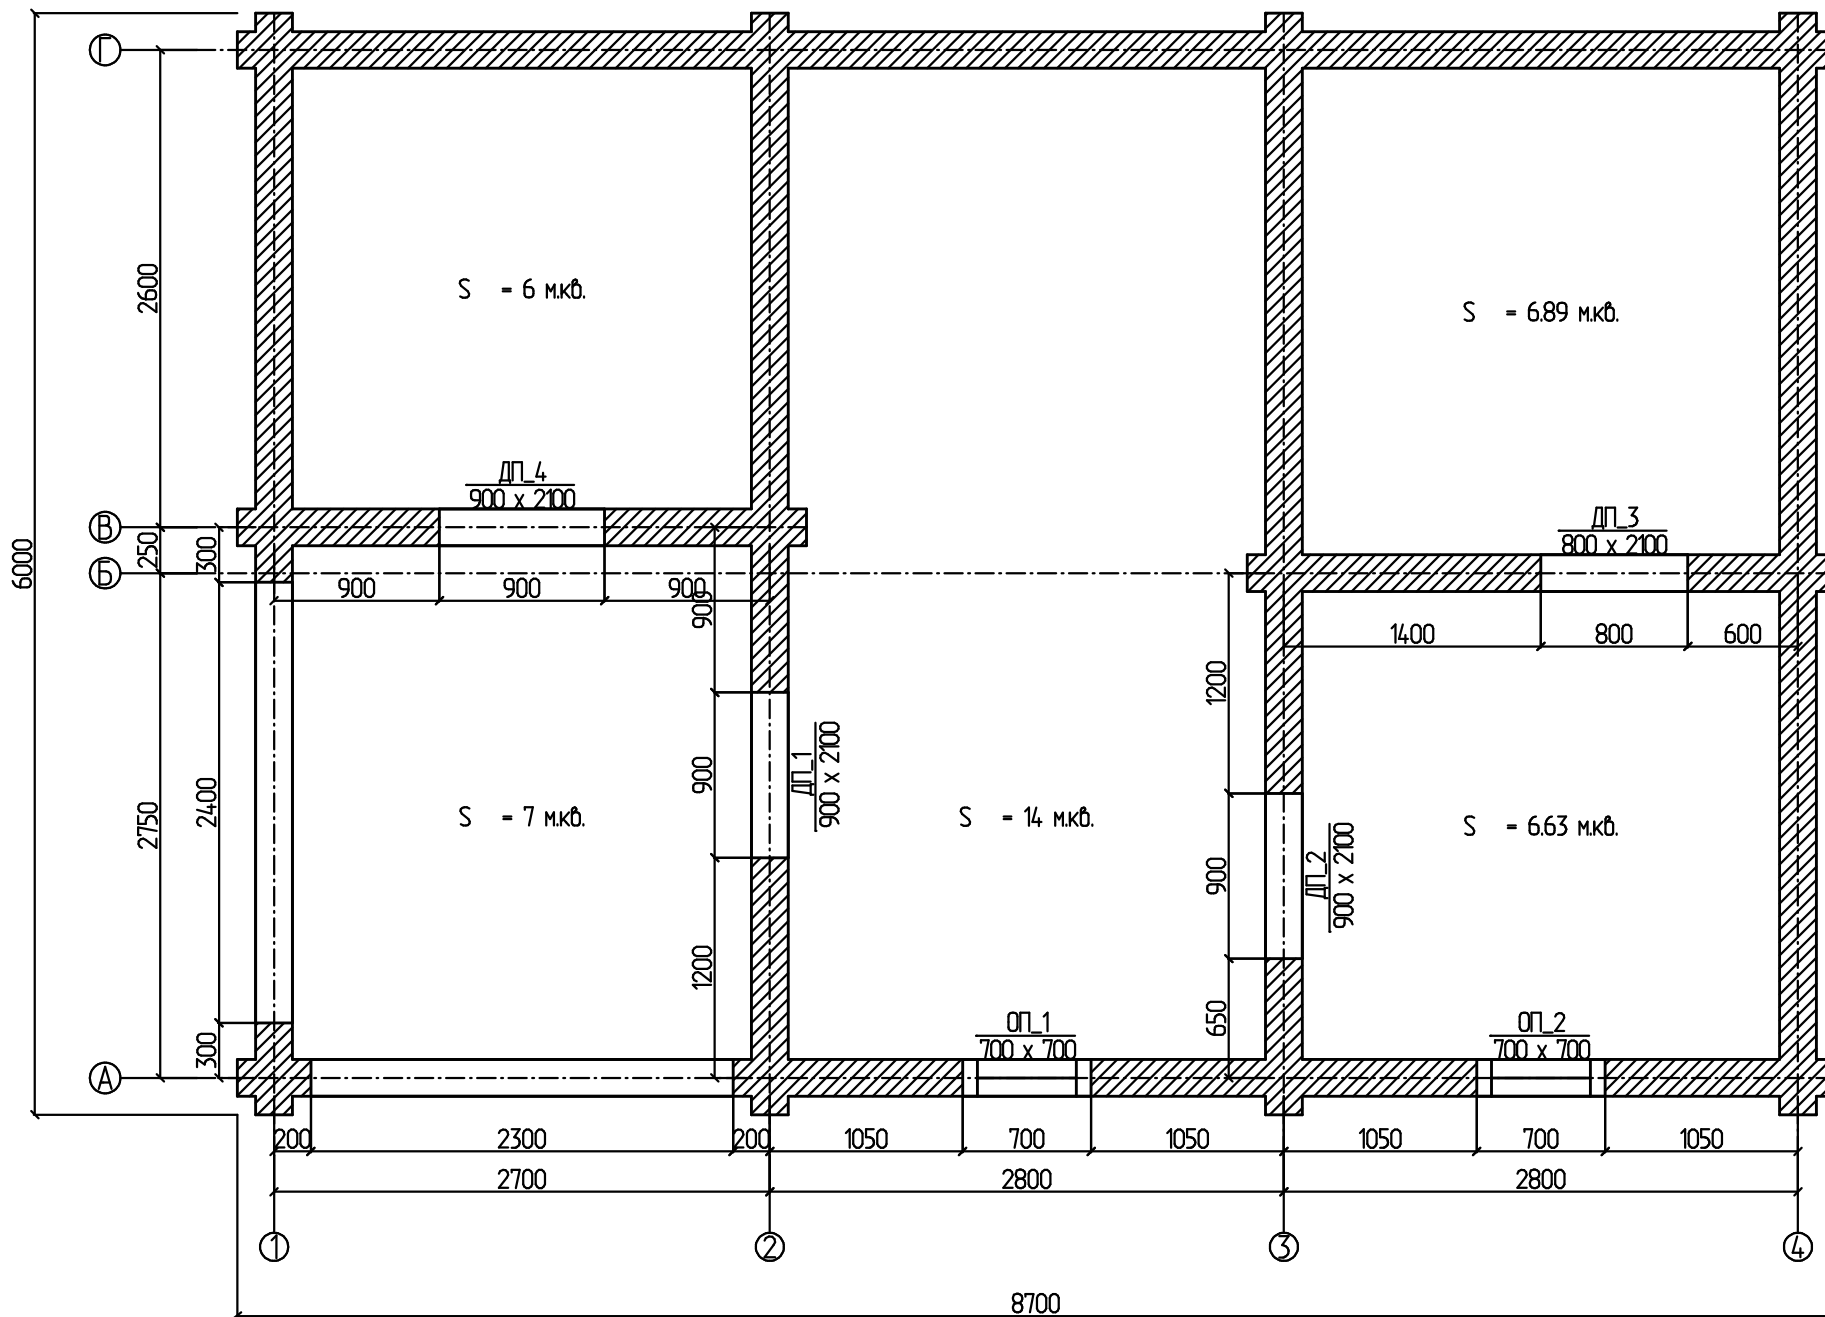 Г
2600
S = 6 м.кв.
S = 6.89 м.кв.
ДП_4
900 х 2100
В
250
300
6000
Б
ДП_3
800 х 2100
900
900
900
900
1400
800
600
1200
2400
2750
900
ДП_1
900 х 2100
S = 7 м.кв.
S = 14 м.кв.
S = 6.63 м.кв.
900
ДП_2
900 х 2100
1200
650
300
ОП_1
700 х 700
ОП_2
700 х 700
А
200
2300
200
1050
700
1050
1050
700
1050
2700
2800
2800
1
2
3
4
8700